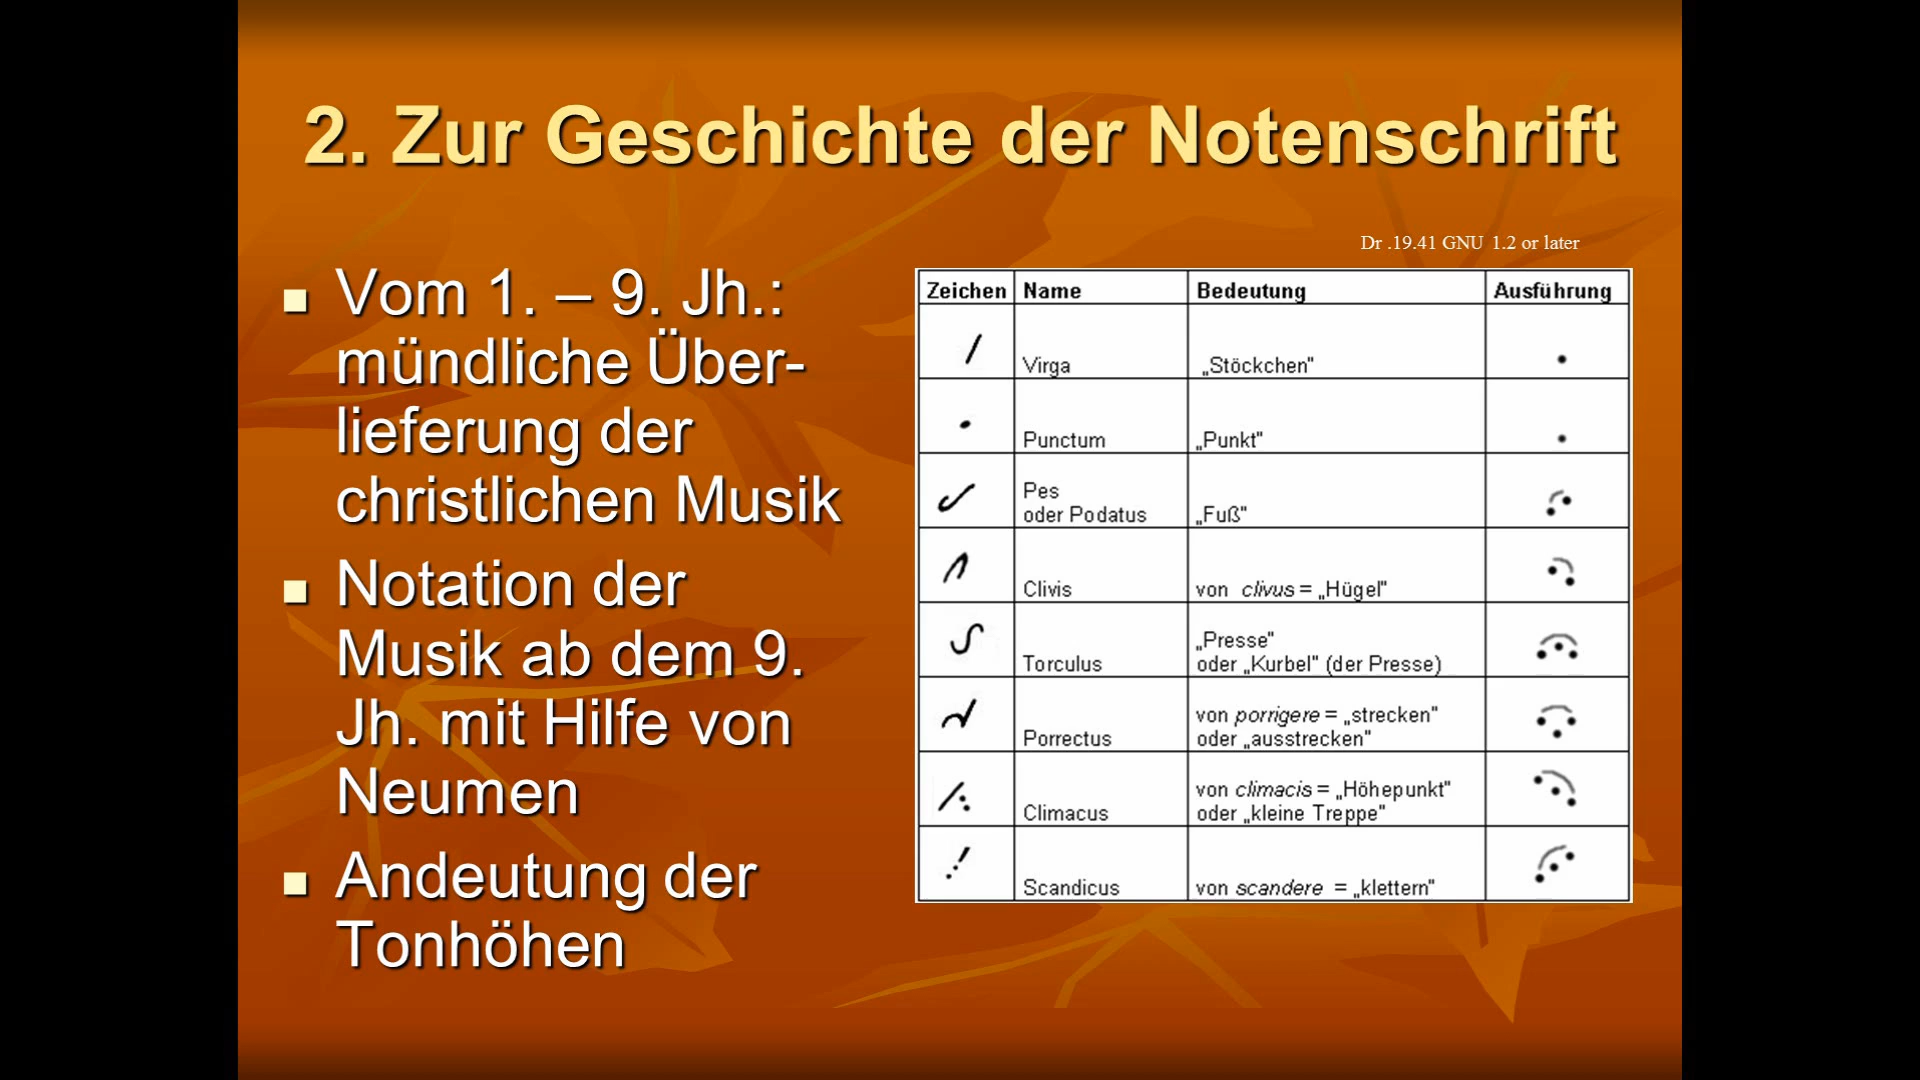 2. Zur Geschichte der Notenschrift
Dr .19.41 GNU 1.2 or later
Vom 1. – 9. Jh.:
mündliche Über-
lieferung der
christlichen Musik
Notation der
Musik ab dem 9.
Jh. mit Hilfe von
Neumen
Andeutung der
Tonhöhen
Zeichen Name Bedeutung Ausführung
Virga „Stöckchen"
Punctum „Punkt"
Pes
oder Podatus „Fuß"
Clivis von clivus = „Hügel"
„Presse"
Torculus oder „Kurbel" (der Presse)
von porrigere = „strecken"
Porrectus oder „ausstrecken"
von climacis = „Höhepunkt"
Climacus oder „kleine Treppe"
Scandicus von scandere = „klettern"